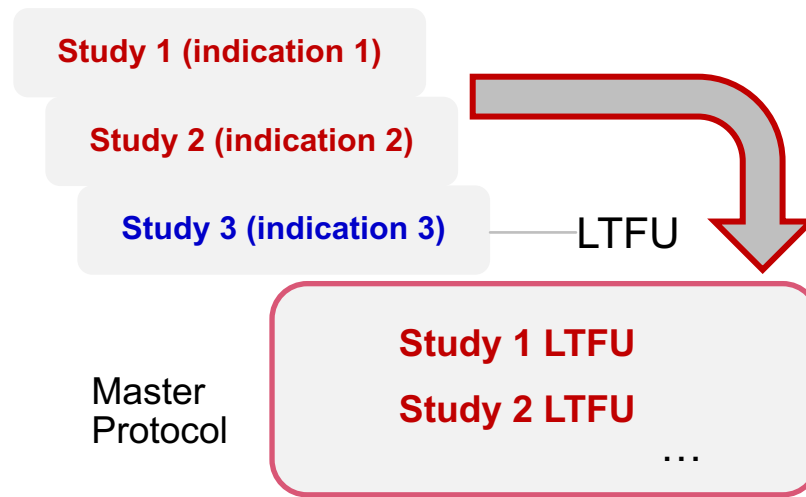 Study 1 (indication 1)
Study 2 (indication 2)
Study 3 (indication 3)
LTFU
Study 1 LTFU
Master
Protocol
Study 2 LTFU
...